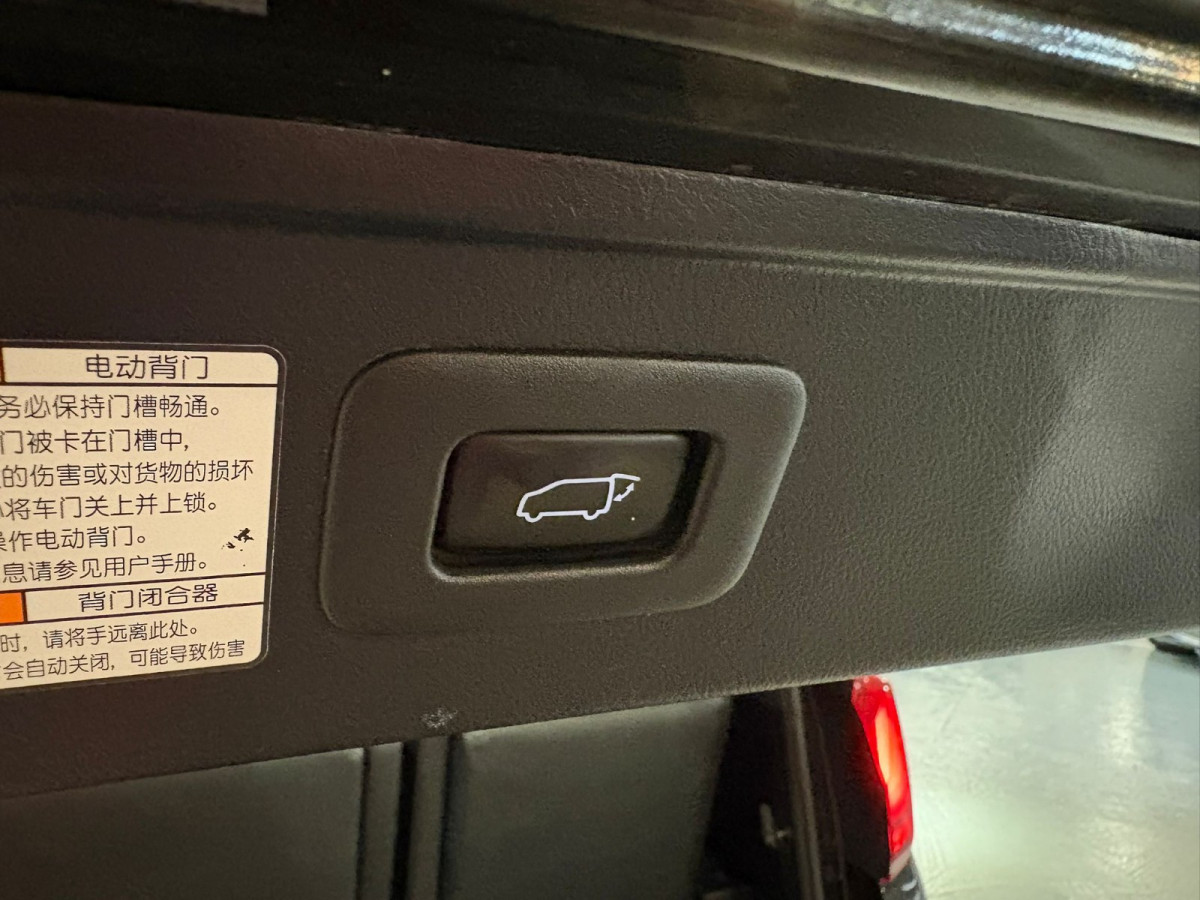 电动背门
务必保持门槽畅通。
门被卡在门槽中，
的伤害或对货物的损坏
将车门关上并上锁。
操作电动背门。
息请参见用户手册。
背门闭合器
时，请将手远离此处。
会自动关闭，可能导致伤害